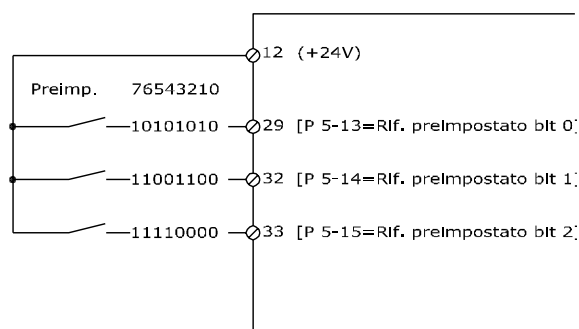 12 (+24V)
Preimp. 76543210
10101010 29 [P 5-13=Rif. preimpostato bit 0]
11001100 32 [P 5-14=Rif. preimpostato bit 1]
11110000 33 [P 5-15=Rif. preimpostato bit 2]